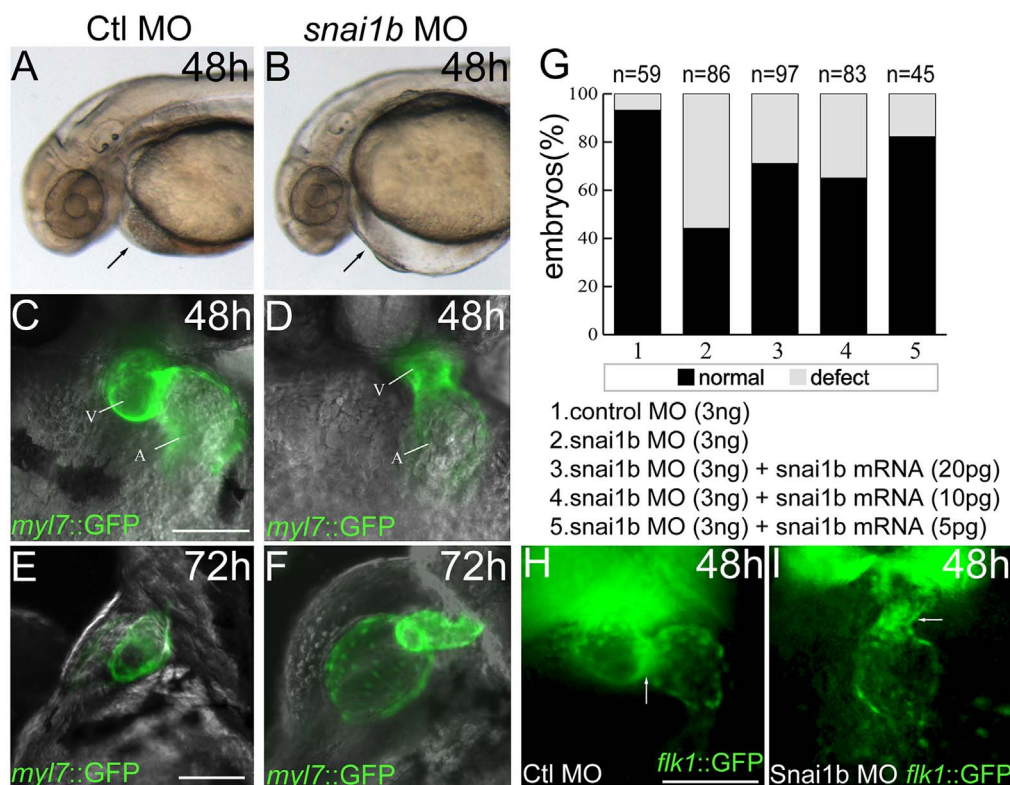 Ctl MO
snai1b MO
A 48h
B 48h
C 48h
V
A
myl7::GFP
D 48h
V
A
myl7::GFP
E 72h
myl7::GFP
F 72h
myl7::GFP
G
n=59 n=86 n=97 n=83 n=45
embryos(%)
100
80
60
40
20
0
1 2 3 4 5
normal defect
1.control MO (3ng)
2.snai1b MO (3ng)
3.snai1b MO (3ng) + snai1b mRNA (20pg)
4.snai1b MO (3ng) + snai1b mRNA (10pg)
5.snai1b MO (3ng) + snai1b mRNA (5pg)
H 48h
flk1::GFP
Ctl MO
I 48h
Snai1b MO flk1::GFP